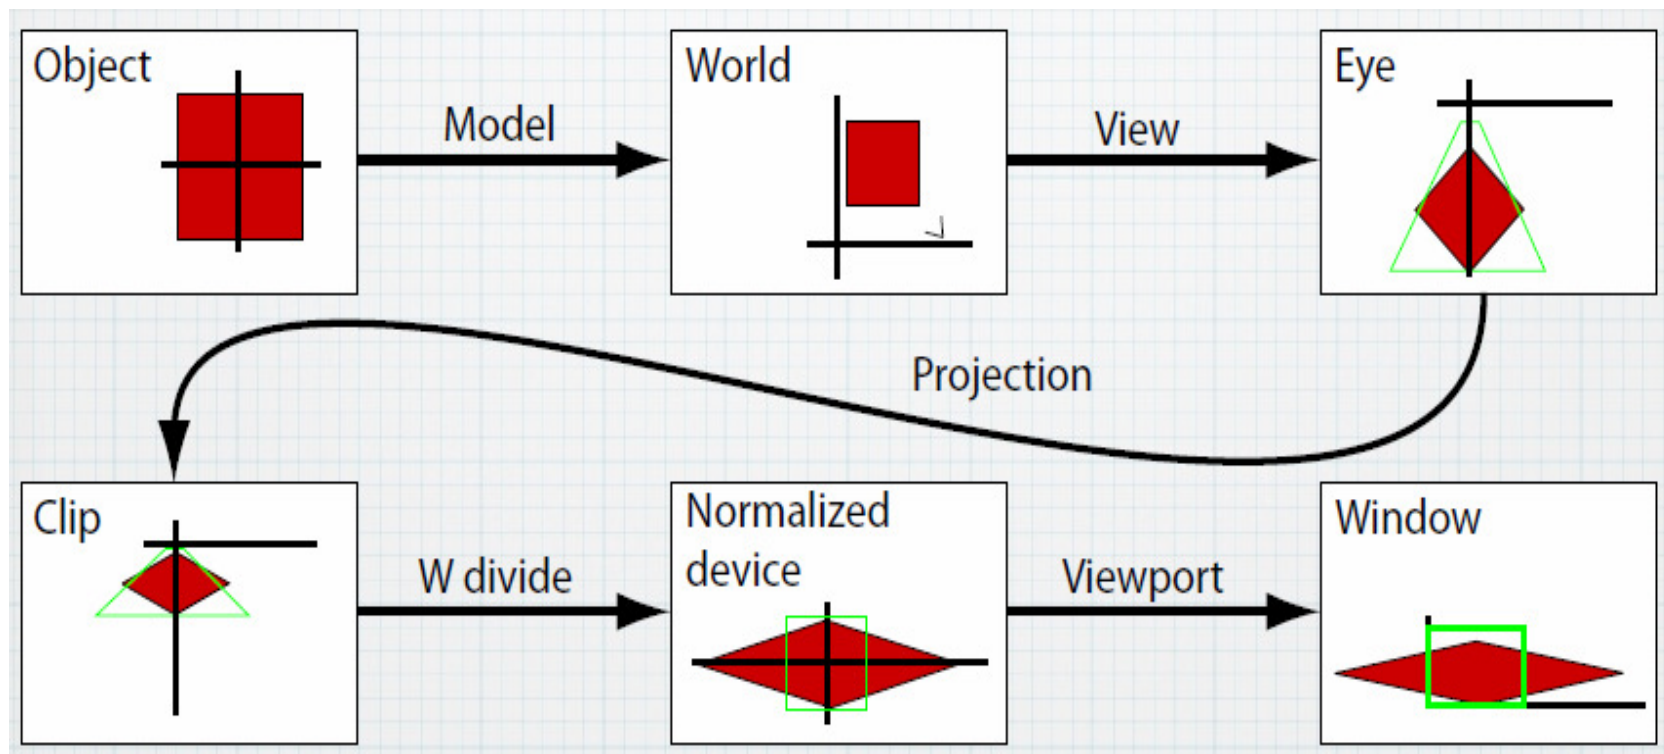 Object
Model
World
View
Eye
Projection
Clip
W divide
Normalized
device
Viewport
Window